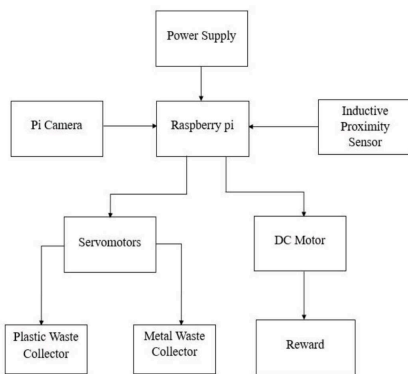 Power Supply
Pi Camera
Raspberry pi
Inductive
Proximity
Sensor
Servomotors
DC Motor
Plastic Waste
Collector
Metal Waste
Collector
Reward